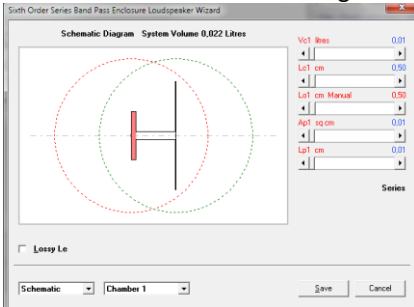 Sixth Order Series Band Pass Enclosure Loudspeaker Wizard
Schematic Diagram System Volume 0,022 Litres
Vc1 litres 0,01
Lc1 cm 0,50
La1 cm Manual 0,50
Ap1 sq.cm 0,01
Lp1 cm 0,01
Series
Lossy Le
Schematic Chamber 1 Save Cancel